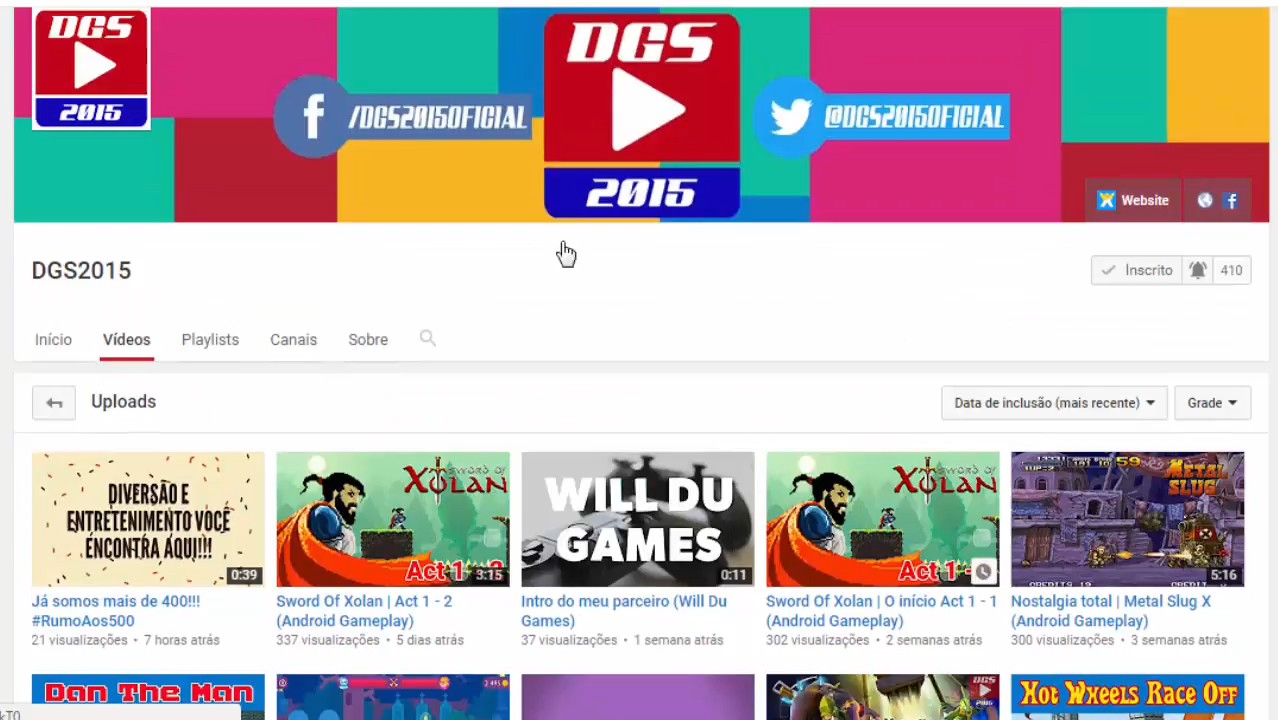 DGS
2015
/DGS2015OFICIAL
DGS
2015
@DGS2015OFICIAL
Website
DGS2015
Inscrito 410
Início Vídeos Playlists Canais Sobre
Uploads
Data de inclusão (mais recente) Grade
DIVERSÃO E
ENTRETENIMENTO VOCÊ
ENCONTRA AQUI!!!
0:39
Já somos mais de 400!!!
#RumoAos500
21 visualizações • 7 horas atrás
SWORD OF
XOLAN
Act 1
3:15
Sword Of Xolan | Act 1 - 2
(Android Gameplay)
337 visualizações • 5 dias atrás
WILL DU
GAMES
0:11
Intro do meu parceiro (Will Du
Games)
37 visualizações • 1 semana atrás
SWORD OF
XOLAN
Act 1 -
Sword Of Xolan | O início Act 1 - 1
(Android Gameplay)
302 visualizações • 2 semanas atrás
METAL
SLUG
5:16
Nostalgia total | Metal Slug X
(Android Gameplay)
300 visualizações • 3 semanas atrás
Dan The Man
DGS
Hot Wheels Race Off